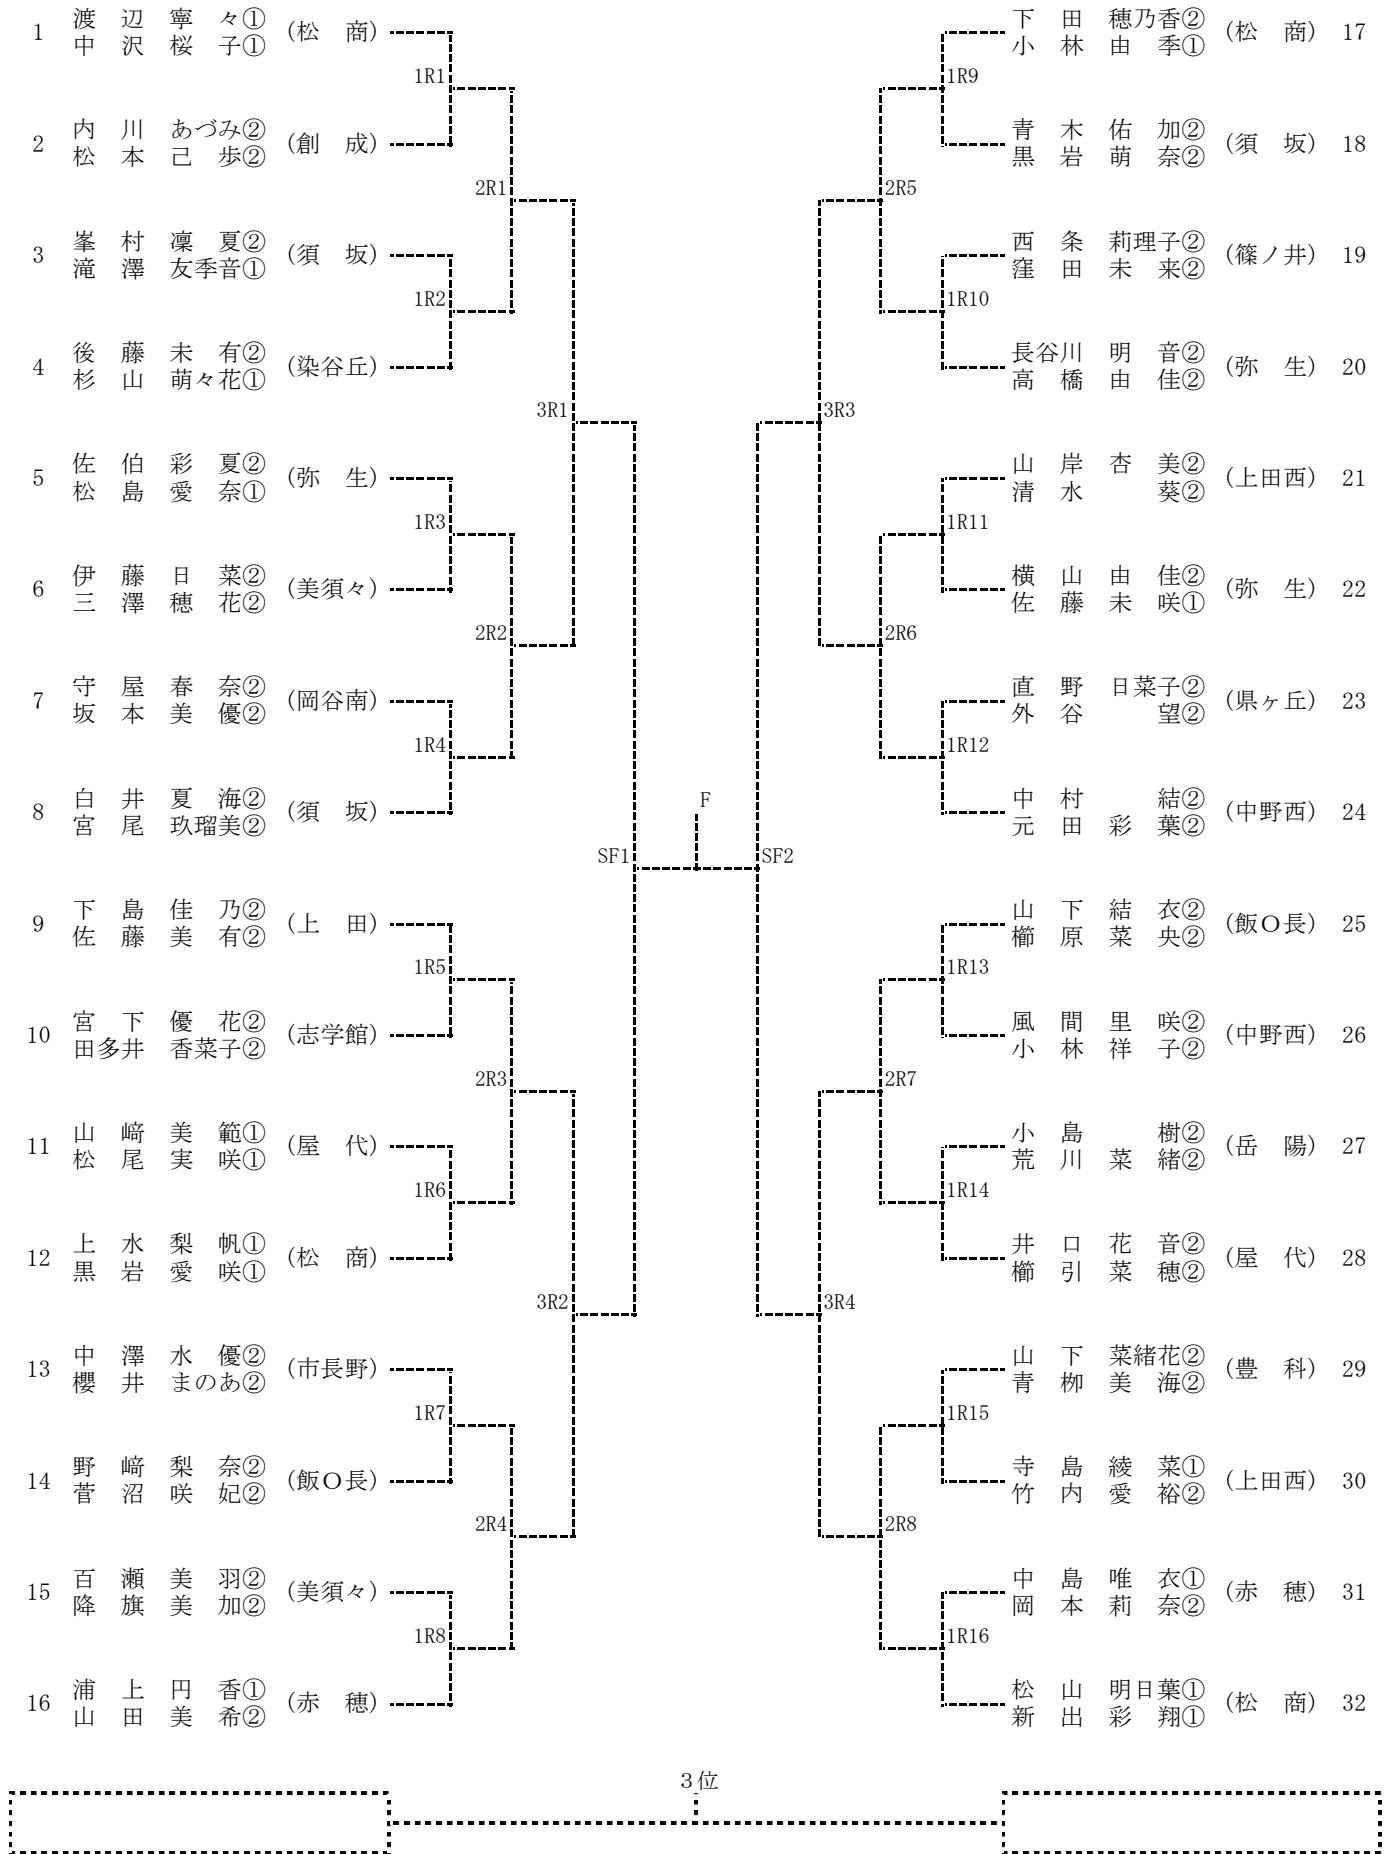 1 渡辺寧々① (松商)
中沢桜子①
2 内川あづみ② (創成)
松本己歩②
3 峯村凜夏② (須坂)
滝澤友季音①
4 後藤未有② (染谷丘)
杉山萌々花①
5 佐伯彩夏② (弥生)
松島愛奈①
6 伊藤日菜② (美須々)
三澤穂花②
7 守屋春奈② (岡谷南)
坂本美優②
8 白井夏海② (須坂)
宮尾玖瑠美②
9 下島佳乃② (上田)
佐藤美有②
10 宮下優花② (志学館)
田多井香菜子②
11 山﨑美範① (屋代)
松尾実咲①
12 上水梨帆① (松商)
黒岩愛咲①
13 中澤水優② (市長野)
櫻井まのあ②
14 野﨑梨奈② (飯O長)
菅沼咲妃②
15 百瀬美羽② (美須々)
降旗美加②
16 浦上円香① (赤穂)
山田美希②
1R1
1R2
1R3
1R4
1R5
1R6
1R7
1R8
2R1
2R2
2R3
2R4
3R1
3R2
SF1
F
SF2
3R3
3R4
2R5
2R6
2R7
2R8
1R9
1R10
1R11
1R12
1R13
1R14
1R15
1R16
下田穂乃香② (松商) 17
小林由季①
青木佑加② (須坂) 18
黒岩萌奈②
西条莉理子② (篠ノ井) 19
窪田未来②
長谷川明音② (弥生) 20
高橋由佳②
山岸杏美② (上田西) 21
清水葵②
横山由佳② (弥生) 22
佐藤未咲①
直野日菜子② (県ヶ丘) 23
外谷望②
中村結② (中野西) 24
元田彩葉②
山下結衣② (飯O長) 25
櫛原菜央②
風間里咲② (中野西) 26
小林祥子②
小島樹② (岳陽) 27
荒川菜緒②
井口花音② (屋代) 28
櫛引菜穂②
山下菜緒花② (豊科) 29
青栁美海②
寺島綾菜① (上田西) 30
竹内愛裕②
中島唯衣① (赤穂) 31
岡本莉奈②
松山明日葉① (松商) 32
新出彩翔①
3位